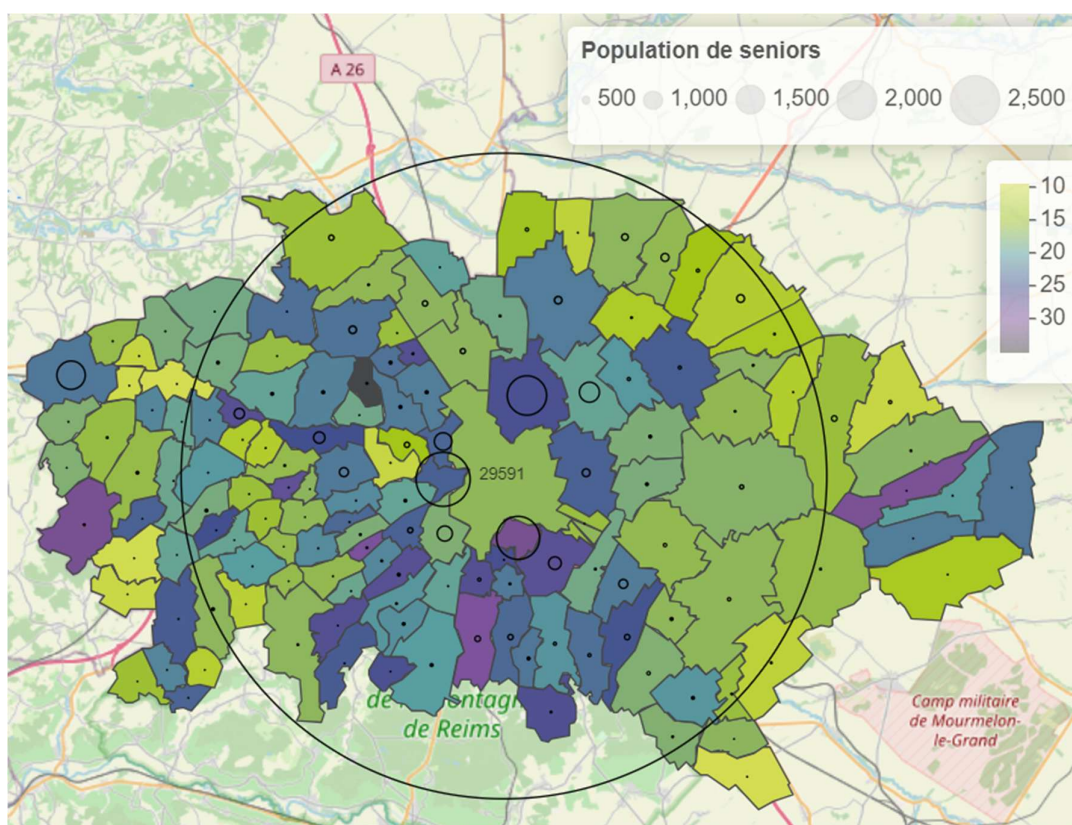 A 26
Population de seniors
500 1,000 1,500 2,000 2,500
10
15
20
25
30
29591
de
Montagn
de Reims
Camp militaire
de Mourmelon-
le-Grand